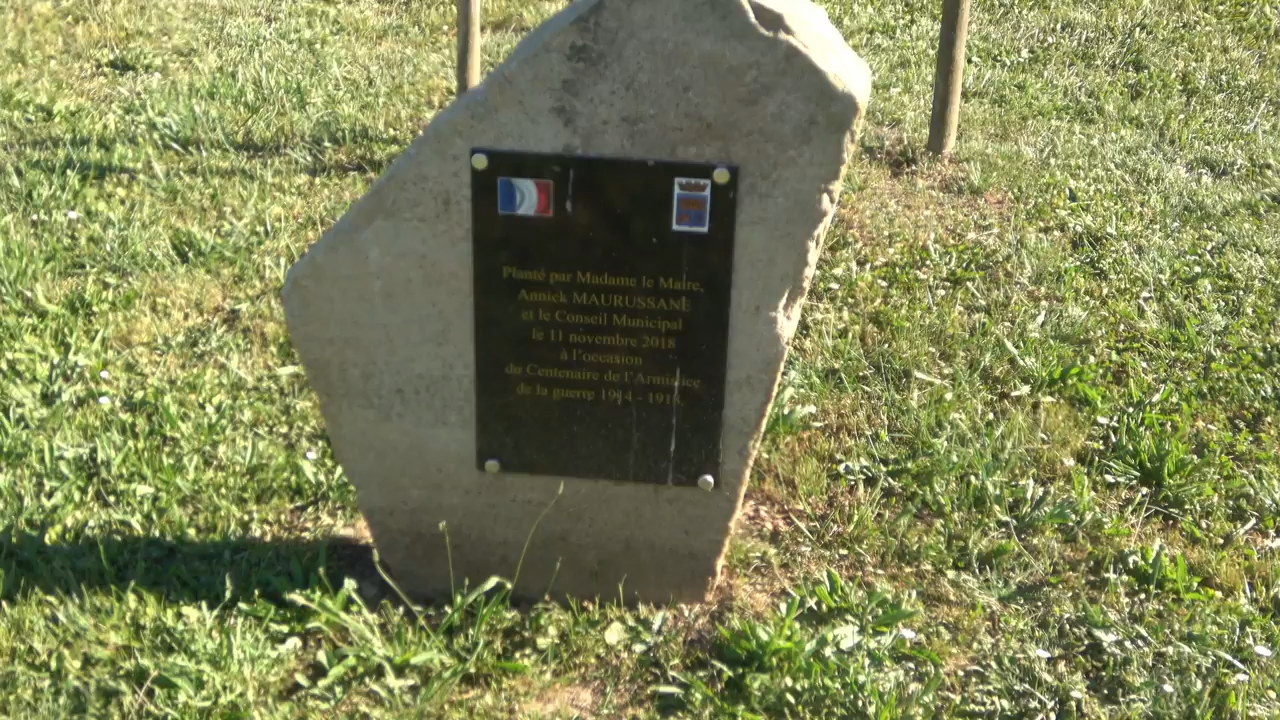 Planté par Madame le Maire,
Annick MAURUSSANE
et le Conseil Municipal
le 11 novembre 2018
à l'occasion
du Centenaire de l'Armistice
de la guerre 1914 - 1918.